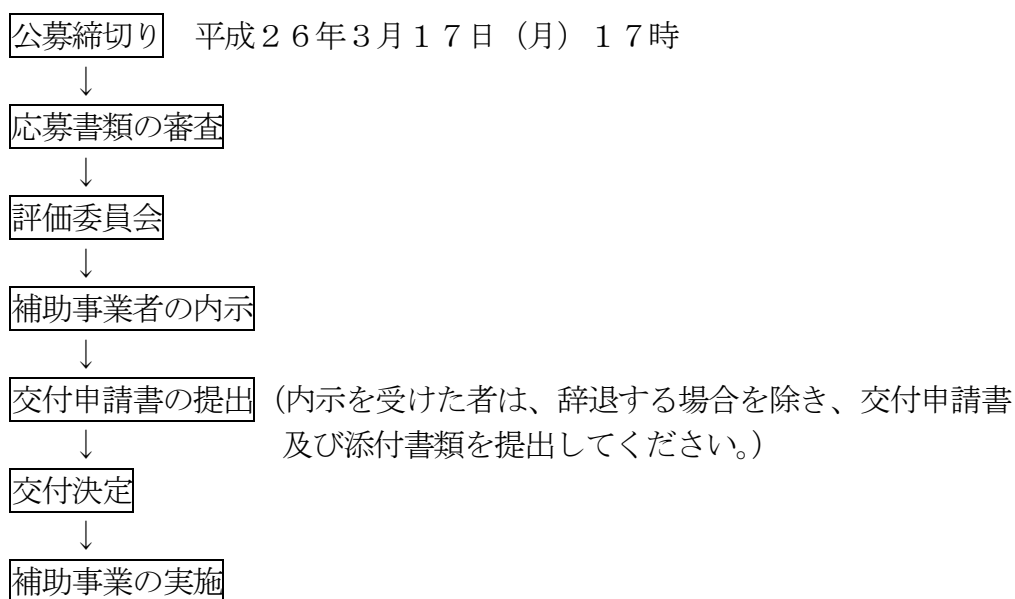 公募締切り　平成２６年３月１７日（月）１７時
↓
応募書類の審査
↓
評価委員会
↓
補助事業者の内示
↓
交付申請書の提出（内示を受けた者は、辞退する場合を除き、交付申請書
↓　及び添付書類を提出してください。）
交付決定
↓
補助事業の実施